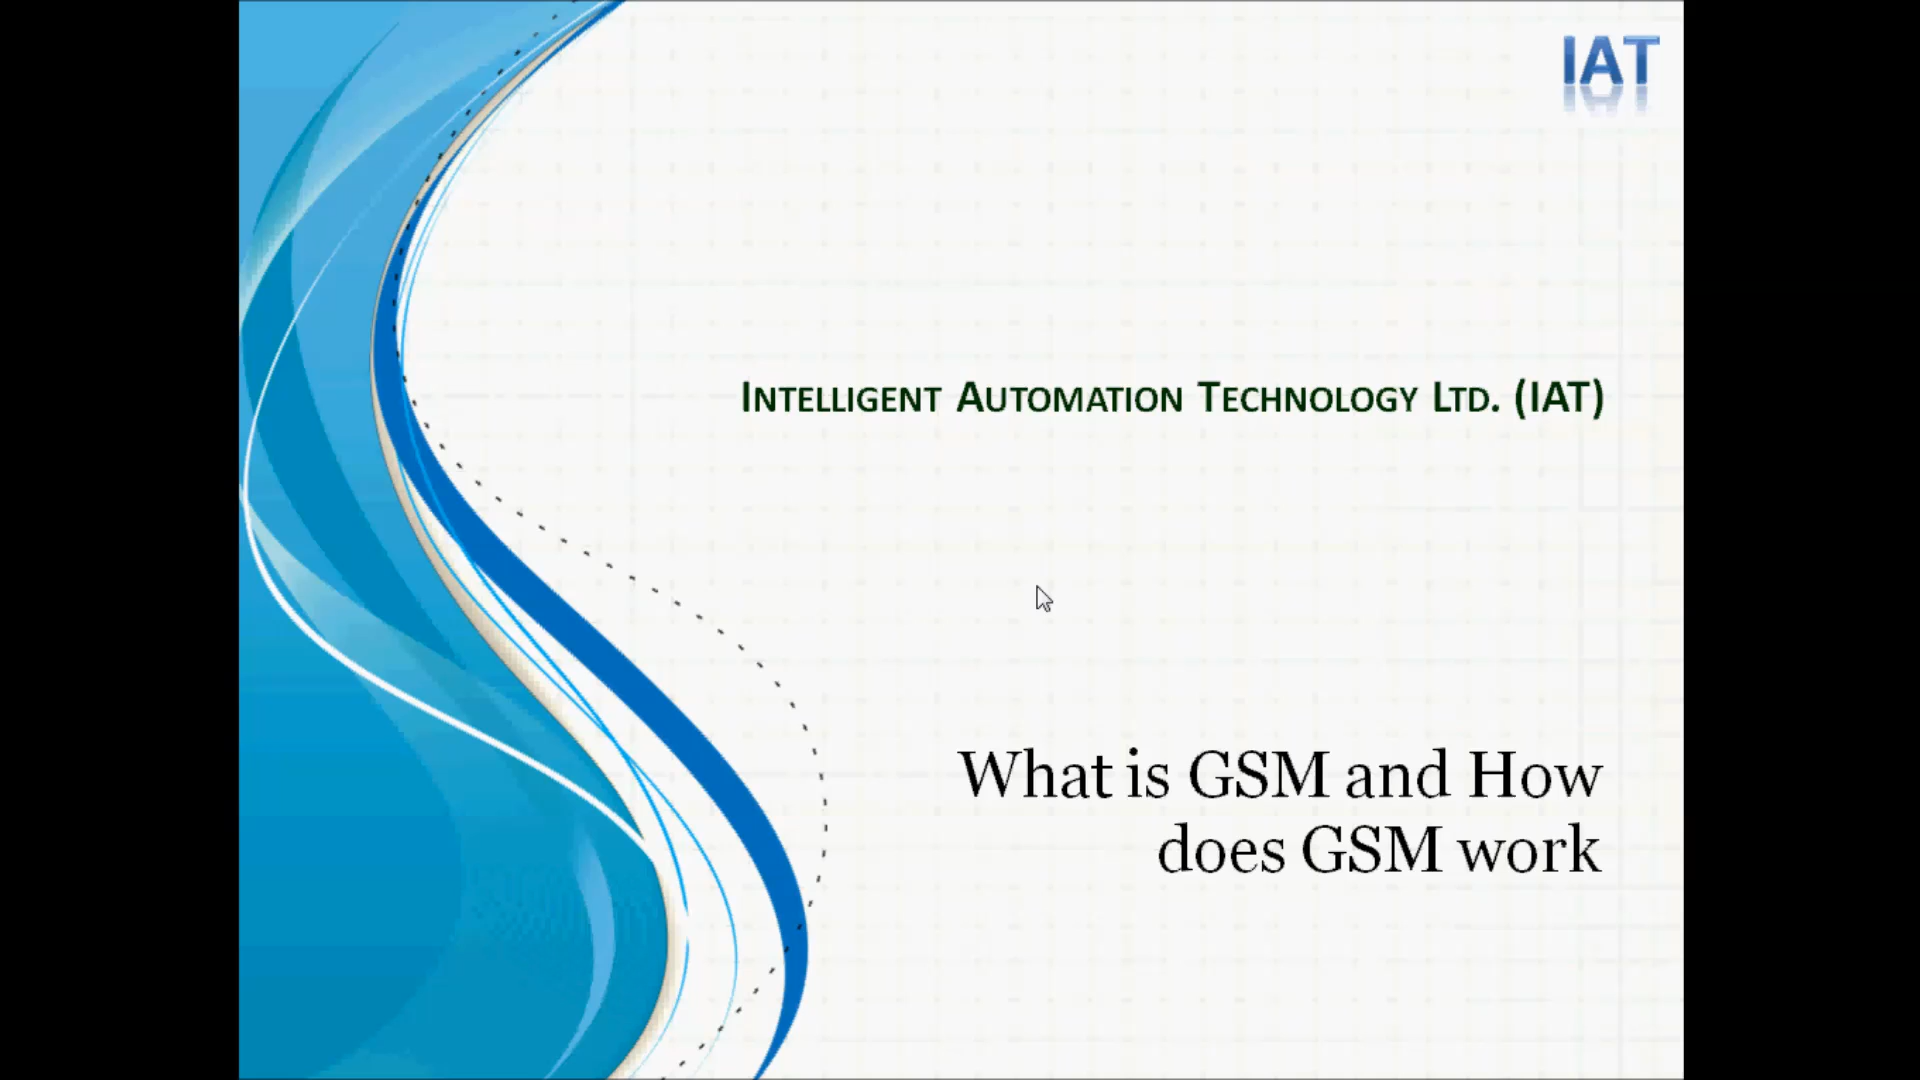 IAT
INTELLIGENT AUTOMATION TECHNOLOGY LTD. (IAT)
What is GSM and How
does GSM work